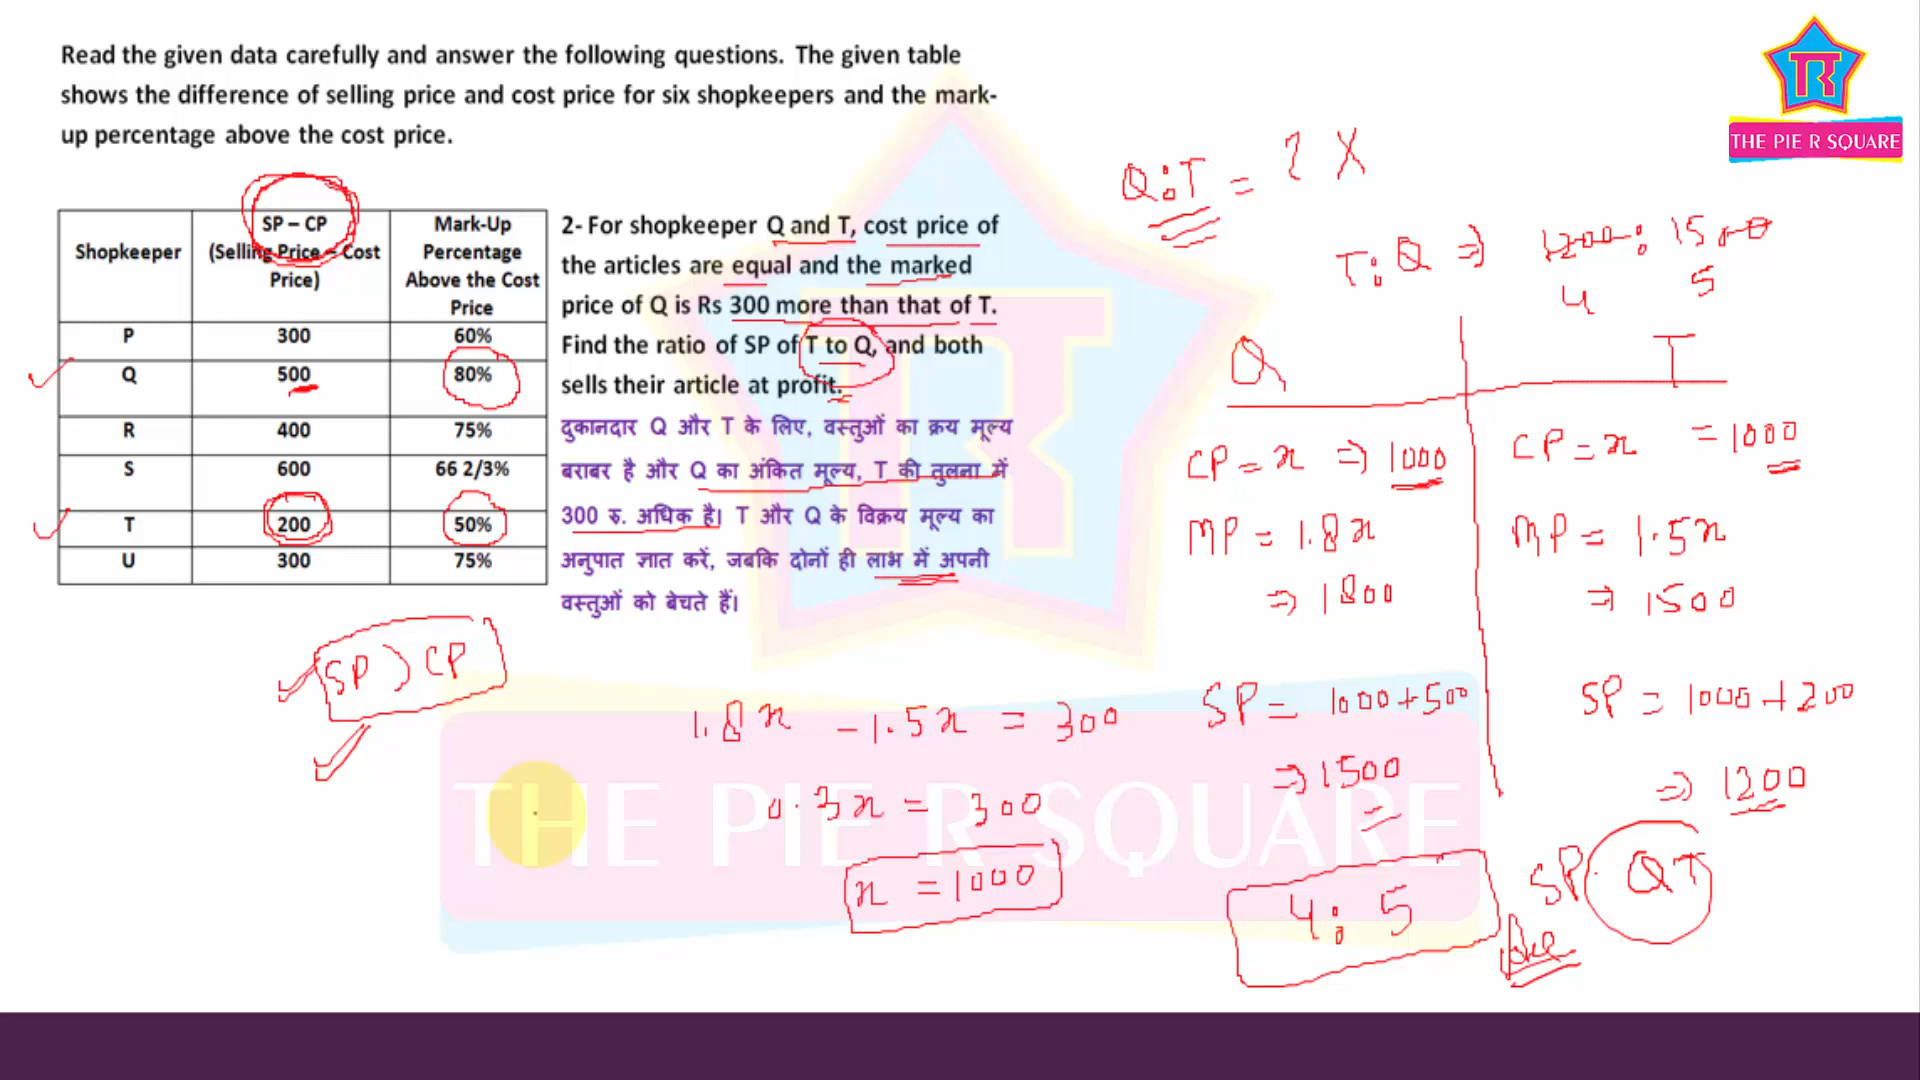 Read the given data carefully and answer the following questions. The given table
shows the difference of selling price and cost price for six shopkeepers and the mark-
up percentage above the cost price.
THE PIE R SQUARE
Shopkeeper | SP – CP (Selling Price – Cost Price) | Mark-Up Percentage Above the Cost Price
P | 300 | 60%
Q | 500 | 80%
R | 400 | 75%
S | 600 | 66 2/3%
T | 200 | 50%
U | 300 | 75%
2- For shopkeeper Q and T, cost price of
the articles are equal and the marked
price of Q is Rs 300 more than that of T.
Find the ratio of SP of T to Q, and both
sells their article at profit.
दुकानदार Q और T के लिए, वस्तुओं का क्रय मूल्य
बराबर है और Q का अंकित मूल्य, T की तुलना में
300 रु. अधिक है। T और Q के विक्रय मूल्य का
अनुपात ज्ञात करें, जबकि दोनों ही लाभ में अपनी
वस्तुओं को बेचते हैं।
Q:T = ? X
T:Q ⇒ 1200 : 1500
4 5
Q
CP = x ⇒ 1000
MP = 1.8x
⇒ 1800
SP = 1000+500
⇒ 1500
T
CP = x = 1000
MP = 1.5x
⇒ 1500
SP = 1000+200
⇒ 1200
SP > CP
1.8x – 1.5x = 300
0.3x = 300
x = 1000
4:5
SP. QT
THE PIE R SQUARE